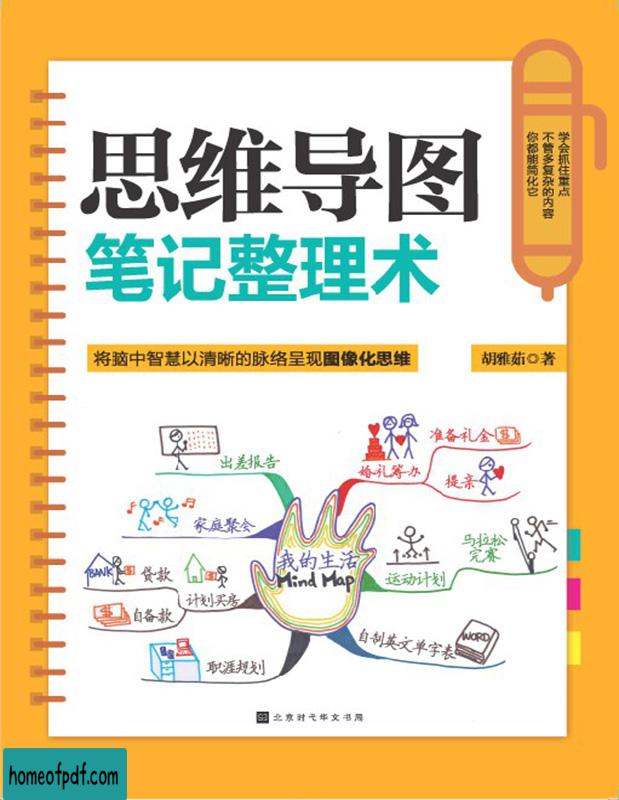 学会抓住重点
不管多复杂的内容
你都能简化它
思维导图
笔记整理术
将脑中智慧以清晰的脉络呈现图像化思维
胡雅茹◎著
出差报告
婚礼筹办
准备礼金
提亲
家庭聚会
我的生活
Mind Map
运动计划
马拉松
完赛
BANK
贷款
计划买房
自备款
职涯规划
自制英文单字表
WORD
北京时代华文书局
homeofpdf.com